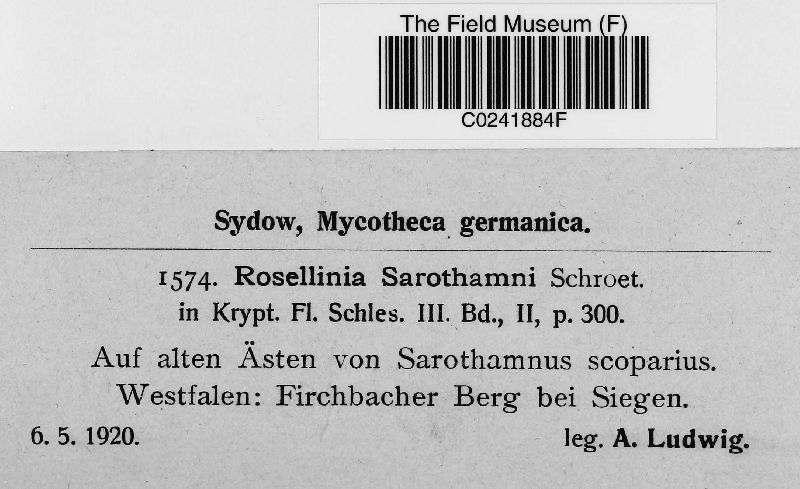 The Field Museum (F)
C0241884F
Sydow, Mycotheca germanica.
1574. Rosellinia Sarothamni Schroet.
in Krypt. Fl. Schles. III. Bd., II, p. 300.
Auf alten Ästen von Sarothamnus scoparius.
Westfalen: Firchbacher Berg bei Siegen.
6. 5. 1920. leg. A. Ludwig.